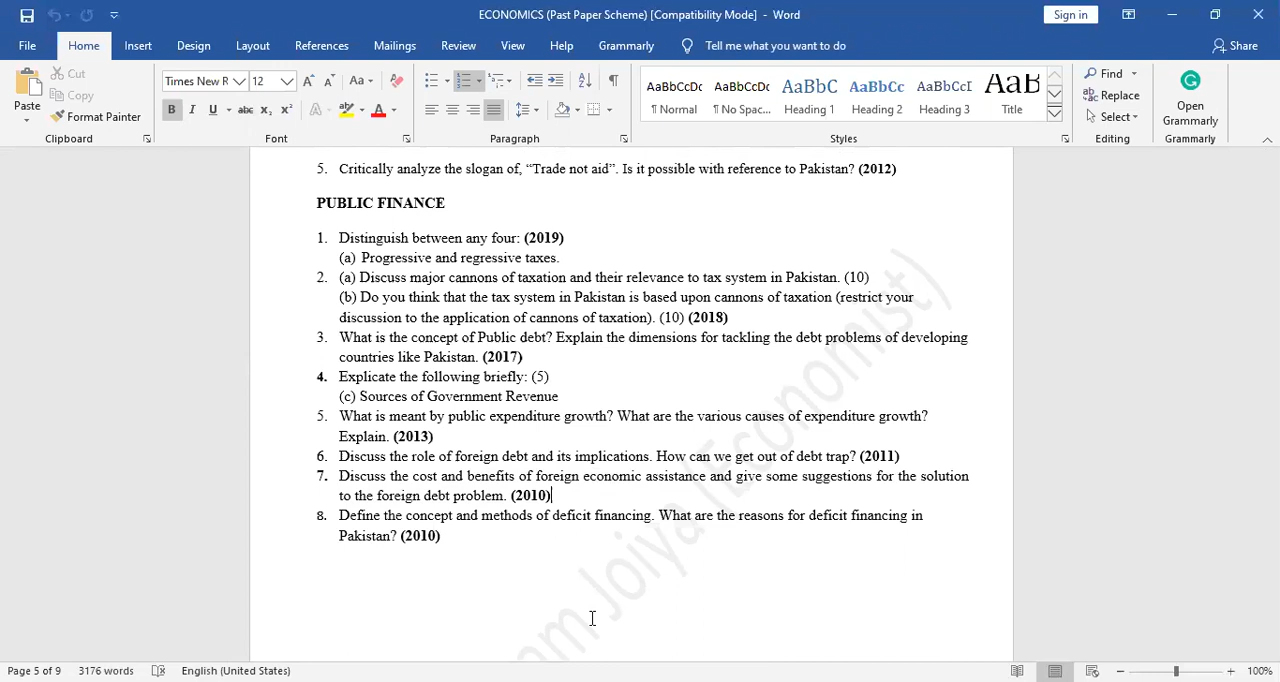 ECONOMICS (Past Paper Scheme) [Compatibility Mode] - Word
Sign in
File Home Insert Design Layout References Mailings Review View Help Grammarly Tell me what you want to do Share
Paste
Cut
Copy
Format Painter
Clipboard
Times New R 12
B I U abc x₂ x²
Font
Paragraph
AaBbCcDc AaBbCcDc AaBbC AaBbCc AaBbCcI AaB
¶ Normal ¶ No Spac... Heading 1 Heading 2 Heading 3 Title
Styles
Find
Replace
Select
Editing
Open
Grammarly
Grammarly
5. Critically analyze the slogan of, “Trade not aid”. Is it possible with reference to Pakistan? (2012)
PUBLIC FINANCE
1. Distinguish between any four: (2019)
(a) Progressive and regressive taxes.
2. (a) Discuss major cannons of taxation and their relevance to tax system in Pakistan. (10)
(b) Do you think that the tax system in Pakistan is based upon cannons of taxation (restrict your
discussion to the application of cannons of taxation). (10) (2018)
3. What is the concept of Public debt? Explain the dimensions for tackling the debt problems of developing
countries like Pakistan. (2017)
4. Explicate the following briefly: (5)
(c) Sources of Government Revenue
5. What is meant by public expenditure growth? What are the various causes of expenditure growth?
Explain. (2013)
6. Discuss the role of foreign debt and its implications. How can we get out of debt trap? (2011)
7. Discuss the cost and benefits of foreign economic assistance and give some suggestions for the solution
to the foreign debt problem. (2010)
8. Define the concept and methods of deficit financing. What are the reasons for deficit financing in
Pakistan? (2010)
Joiya (Economist)
Page 5 of 9 3176 words English (United States) 100%